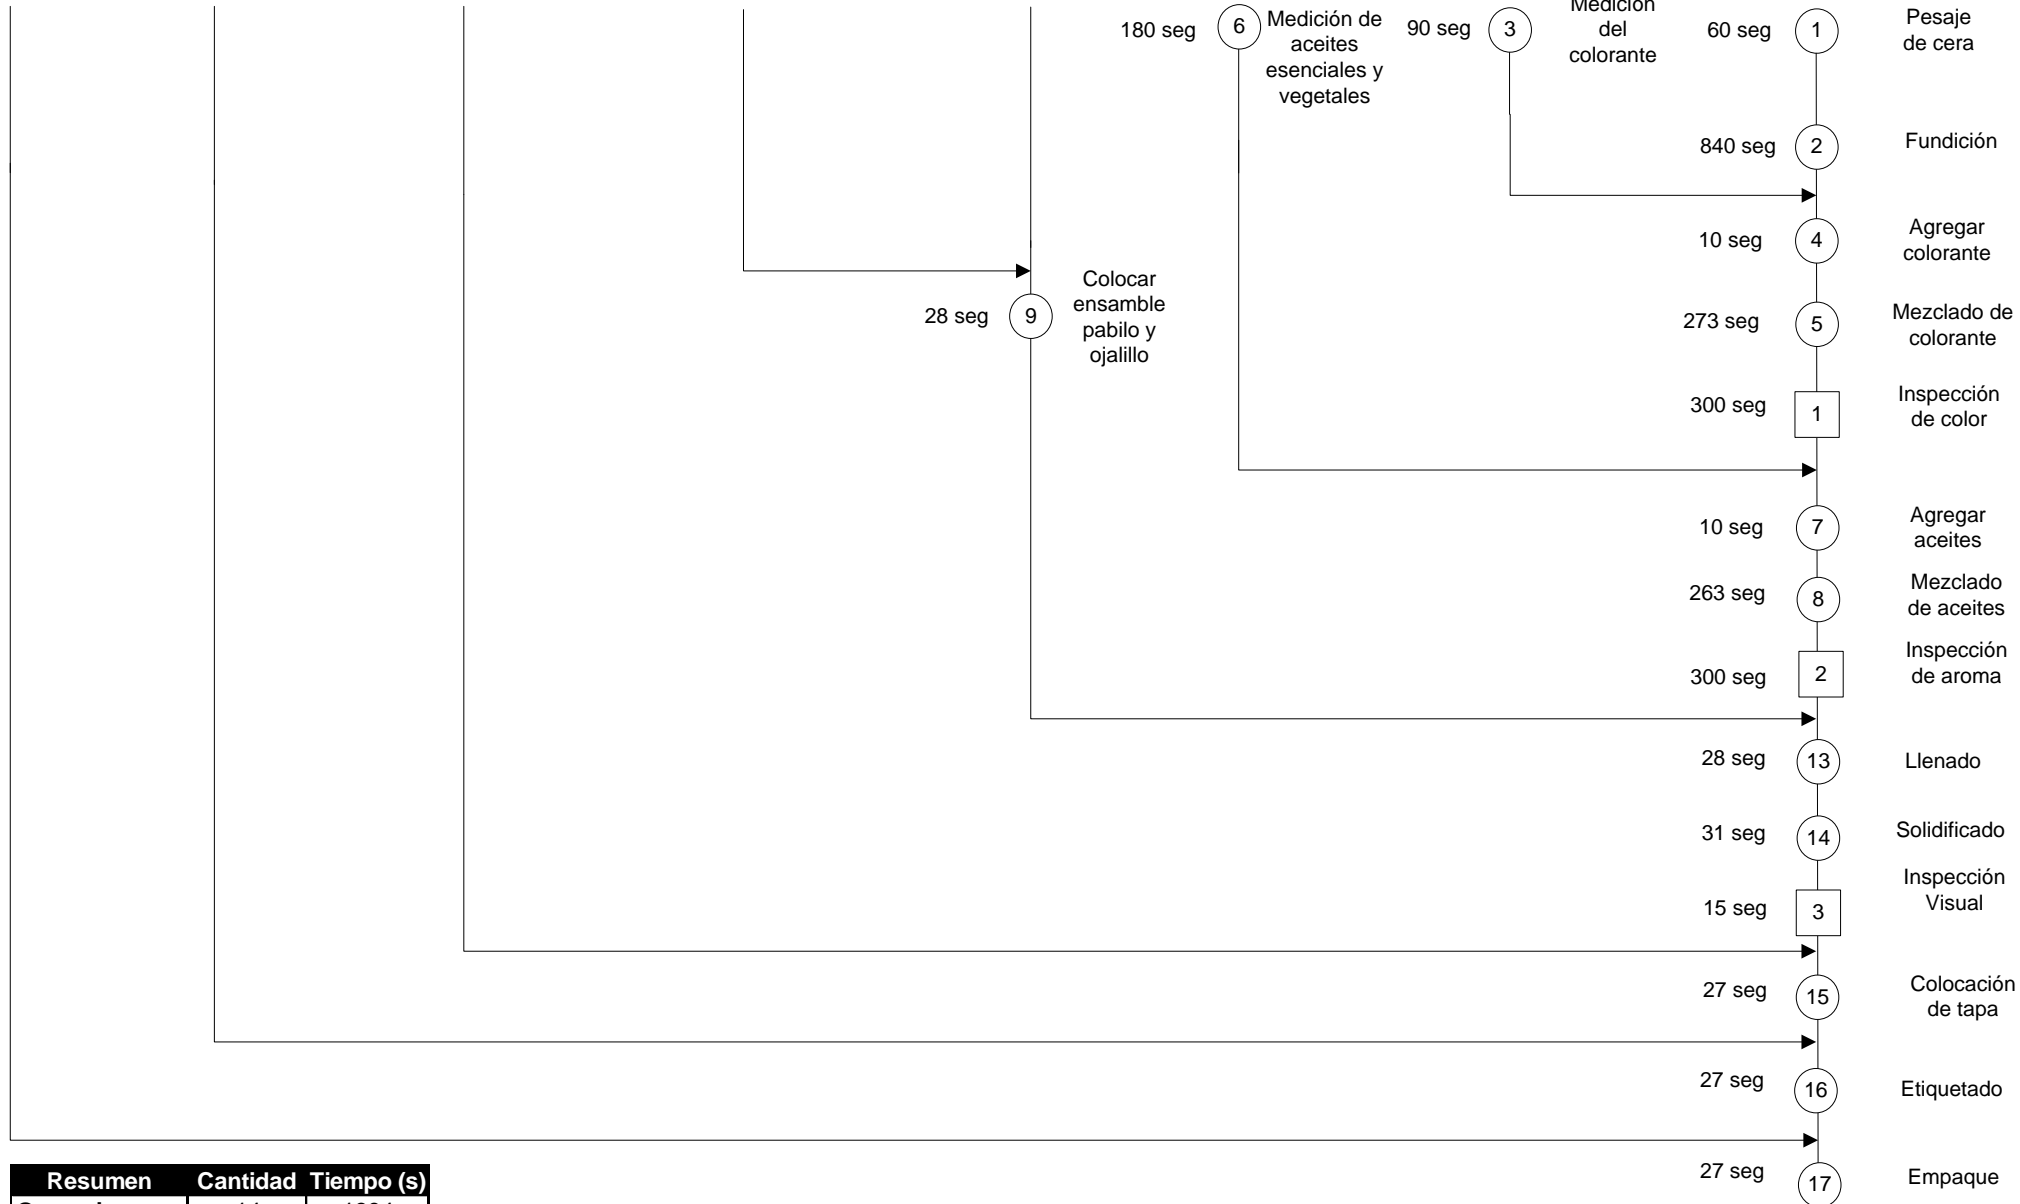 180 seg
6
Medición de
aceites
esenciales y
vegetales
90 seg
3
Medición
del
colorante
60 seg
1
Pesaje
de cera
840 seg
2
Fundición
10 seg
4
Agregar
colorante
28 seg
9
Colocar
ensamble
pabilo y
ojalillo
273 seg
5
Mezclado de
colorante
300 seg
1
Inspección
de color
10 seg
7
Agregar
aceites
263 seg
8
Mezclado
de aceites
300 seg
2
Inspección
de aroma
28 seg
13
Llenado
31 seg
14
Solidificado
15 seg
3
Inspección
Visual
27 seg
15
Colocación
de tapa
27 seg
16
Etiquetado
27 seg
17
Empaque
Resumen Cantidad Tiempo (s)